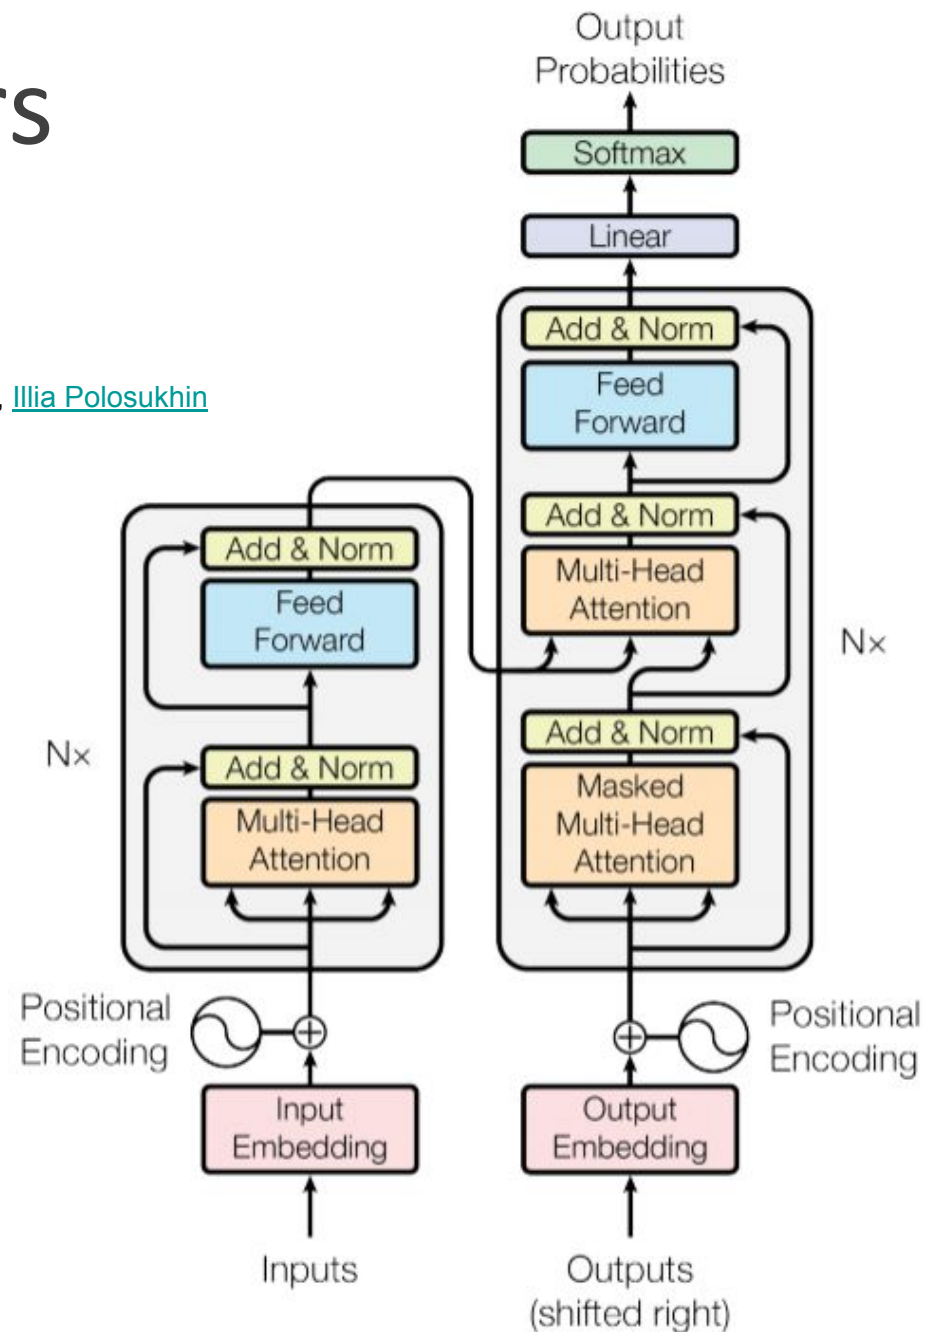 rs
, Illia Polosukhin
Output
Probabilities
Softmax
Linear
Add & Norm
Feed
Forward
Add & Norm
Multi-Head
Attention
Nx
Add & Norm
Masked
Multi-Head
Attention
Positional
Encoding
Output
Embedding
Outputs
(shifted right)
Add & Norm
Feed
Forward
Nx
Add & Norm
Multi-Head
Attention
Positional
Encoding
Input
Embedding
Inputs